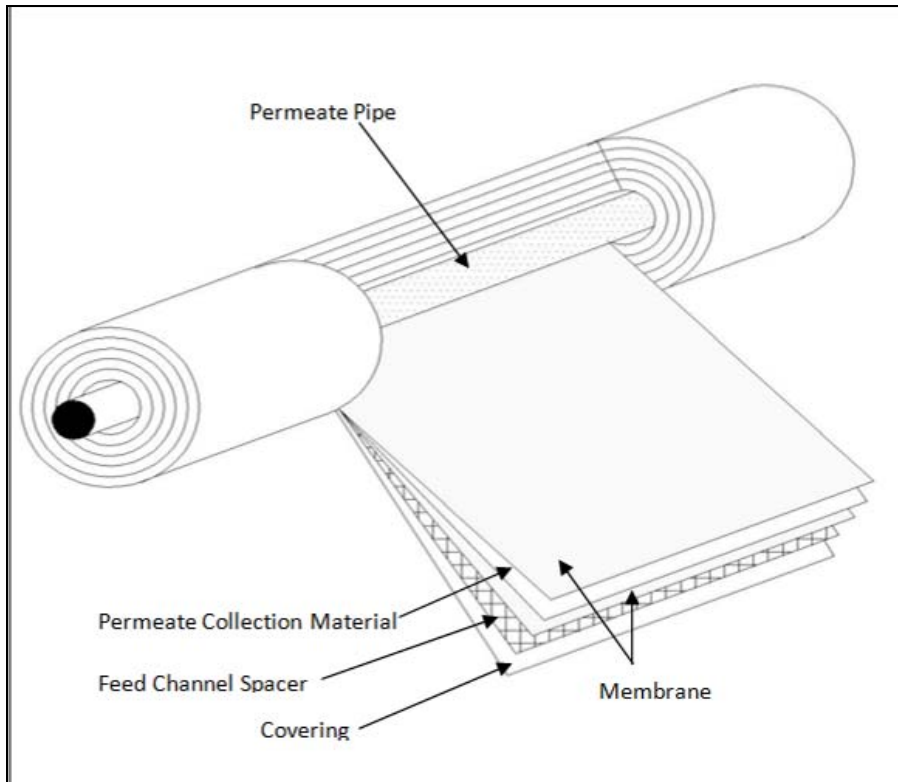 Permeate Pipe
Permeate Collection Material
Feed Channel Spacer
Membrane
Covering